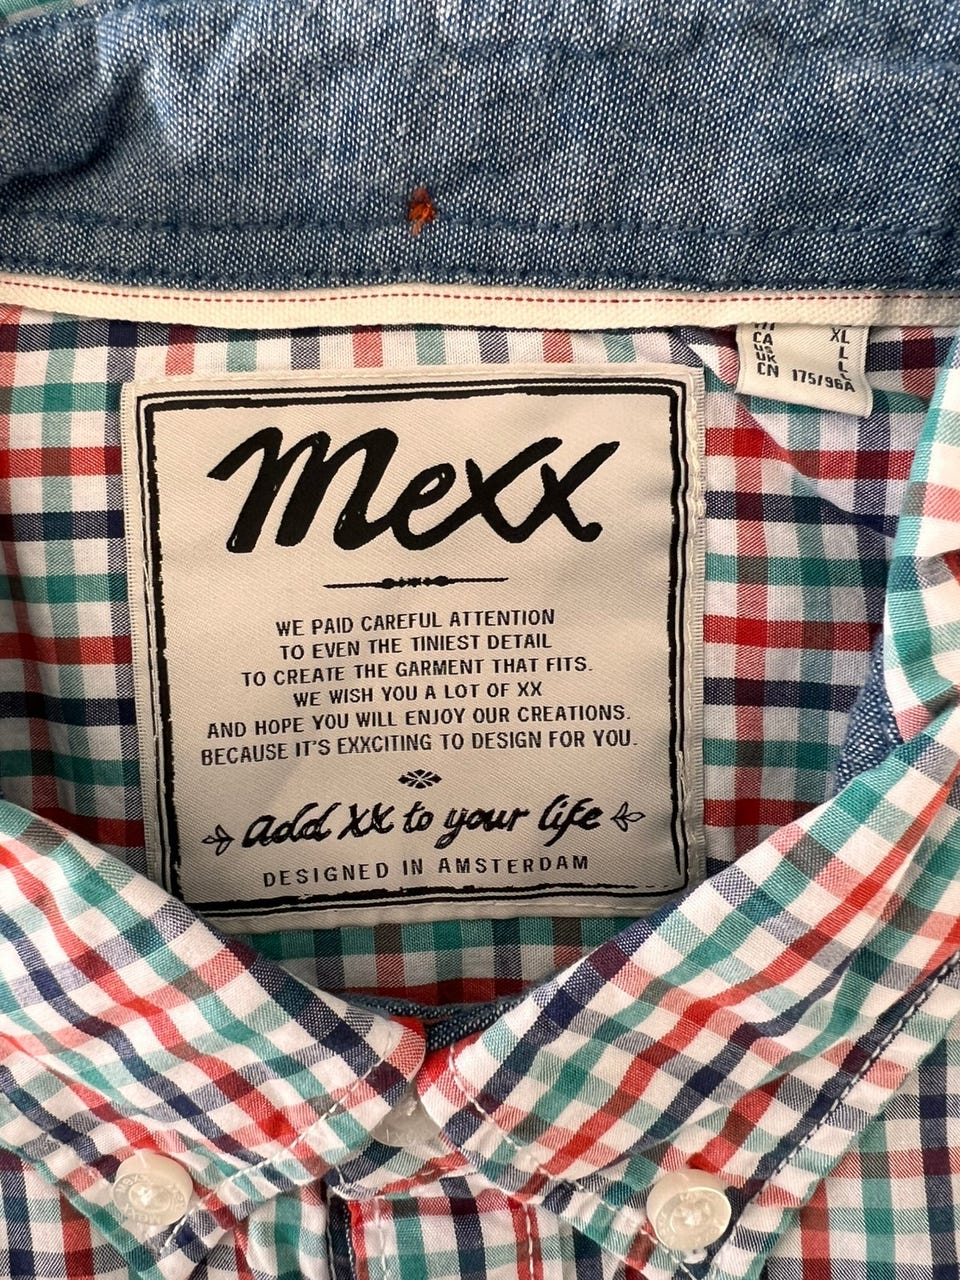 mexx
WE PAID CAREFUL ATTENTION
TO EVEN THE TINIEST DETAIL
TO CREATE THE GARMENT THAT FITS.
WE WISH YOU A LOT OF XX
AND HOPE YOU WILL ENJOY OUR CREATIONS.
BECAUSE IT'S EXXCITING TO DESIGN FOR YOU.
add XX to your life
DESIGNED IN AMSTERDAM
CA XL
US L
UK L
CN 175/96A